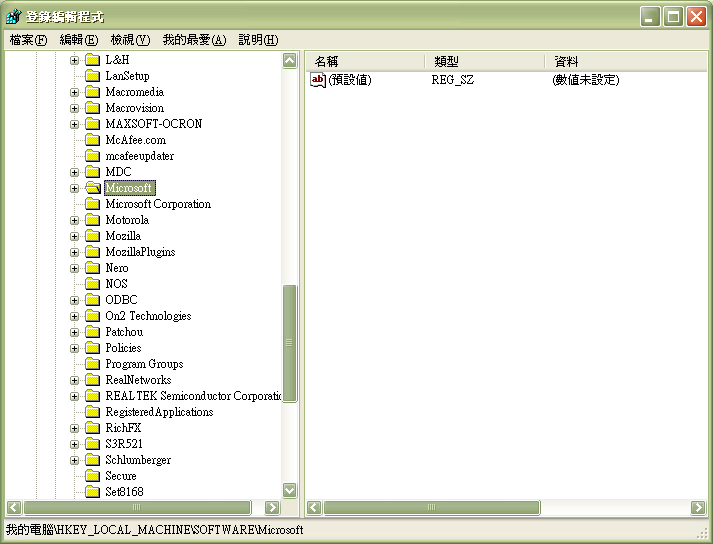 登錄編輯程式
檔案(F) 編輯(E) 檢視(V) 我的最愛(A) 說明(H)
L&H
LanSetup
Macromedia
Macrovision
MAXSOFT-OCRON
McAfee.com
mcafeeupdater
MDC
Microsoft
Microsoft Corporation
Motorola
Mozilla
MozillaPlugins
Nero
NOS
ODBC
On2 Technologies
Patchou
Policies
Program Groups
RealNetworks
REALTEK Semiconductor Corporatio
RegisteredApplications
RichFX
S3R521
Schlumberger
Secure
Set8168
名稱 類型 資料
ab (預設值) REG_SZ (數值未設定)
我的電腦\HKEY_LOCAL_MACHINE\SOFTWARE\Microsoft